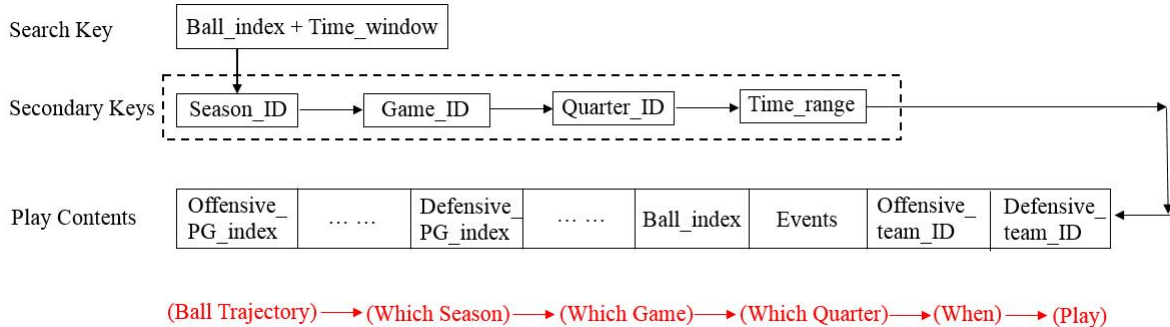 Search Key
Ball_index + Time_window
Secondary Keys
Season_ID
Game_ID
Quarter_ID
Time_range
Play Contents
Offensive_
PG_index
... ...
Defensive_
PG_index
... ...
Ball_index
Events
Offensive_
team_ID
Defensive_
team_ID
(Ball Trajectory) → (Which Season) → (Which Game) → (Which Quarter) → (When) → (Play)